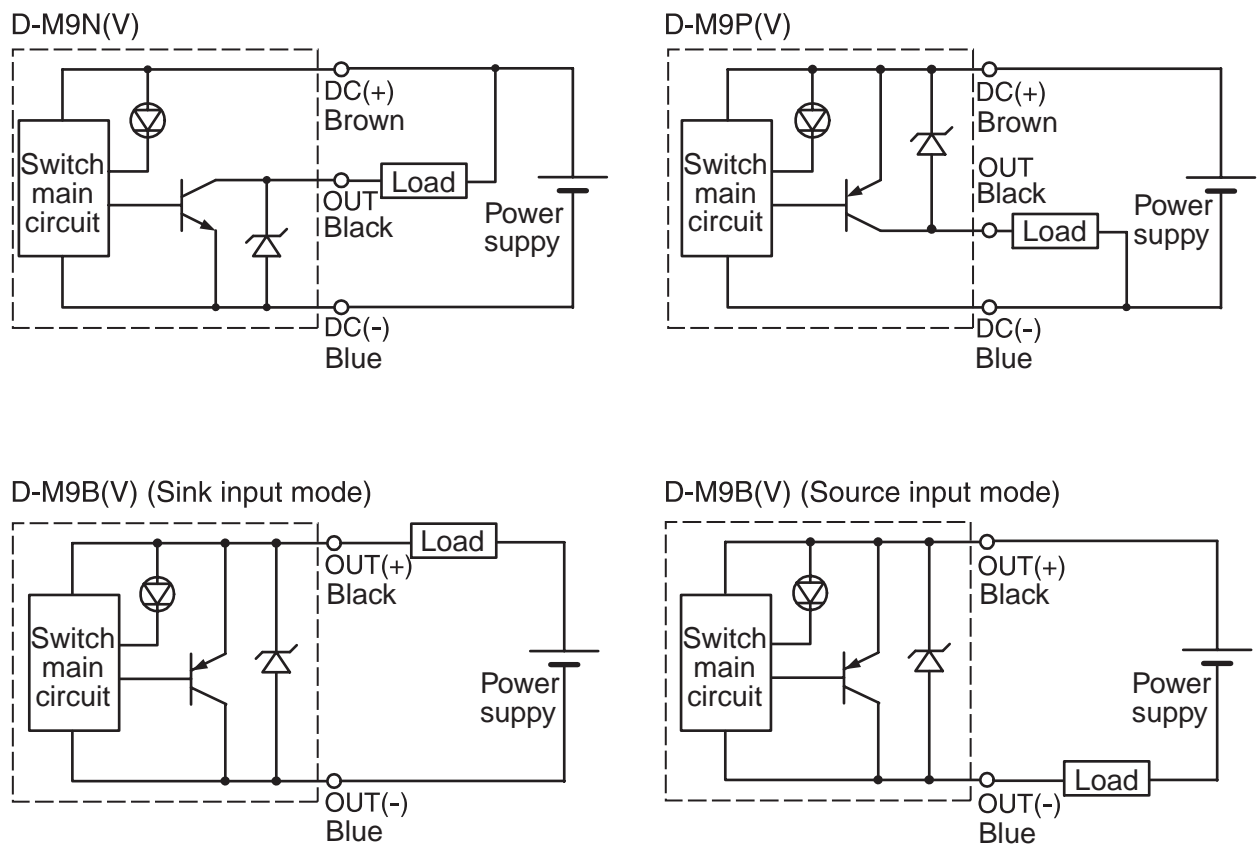 D-M9N(V)
DC(+)
Brown
Switch
main
circuit
Load
OUT
Black
Power
suppy
DC(-)
Blue
D-M9P(V)
DC(+)
Brown
Switch
main
circuit
OUT
Black
Load
Power
suppy
DC(-)
Blue
D-M9B(V) (Sink input mode)
Load
OUT(+)
Black
Switch
main
circuit
Power
suppy
OUT(-)
Blue
D-M9B(V) (Source input mode)
OUT(+)
Black
Switch
main
circuit
Power
suppy
Load
OUT(-)
Blue